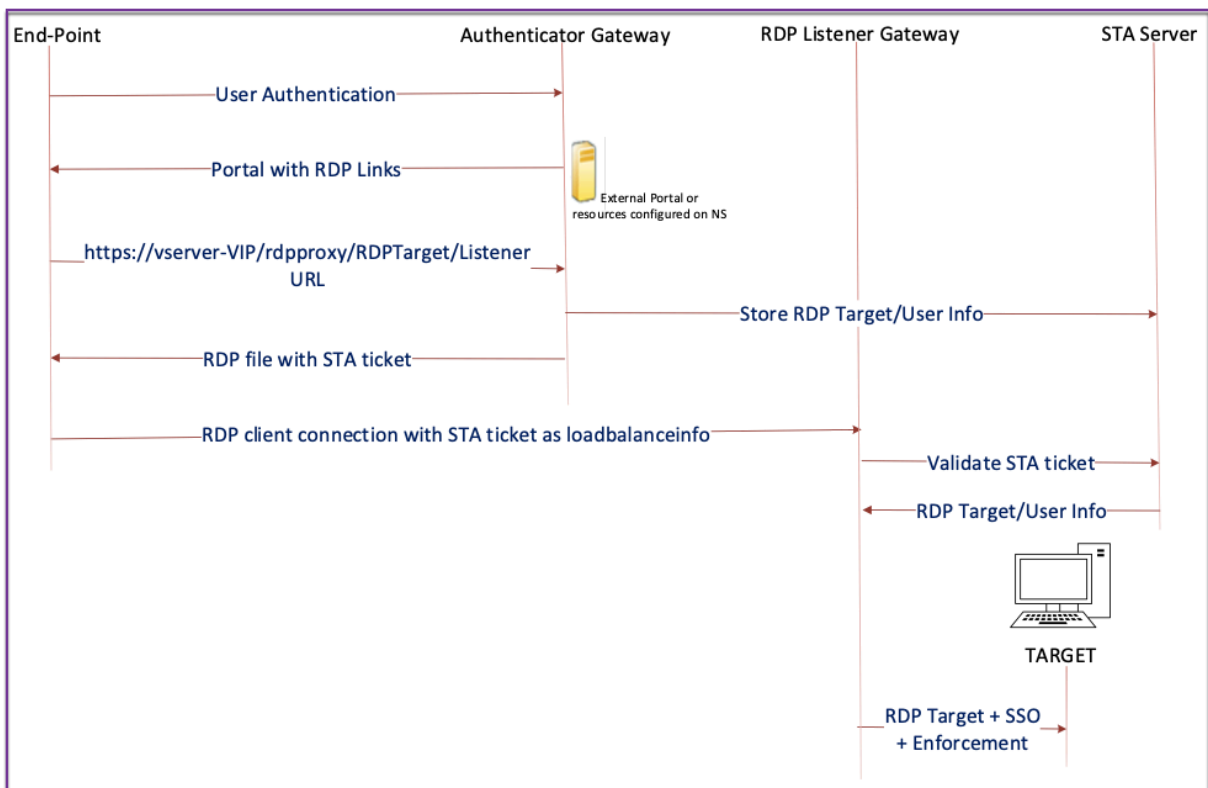 End-Point
Authenticator Gateway
RDP Listener Gateway
STA Server
User Authentication
Portal with RDP Links
External Portal or
resources configured on NS
https://vserver-VIP/rdpproxy/RDPTarget/Listener
URL
Store RDP Target/User Info
RDP file with STA ticket
RDP client connection with STA ticket as loadbalanceinfo
Validate STA ticket
RDP Target/User Info
TARGET
RDP Target + SSO
+ Enforcement